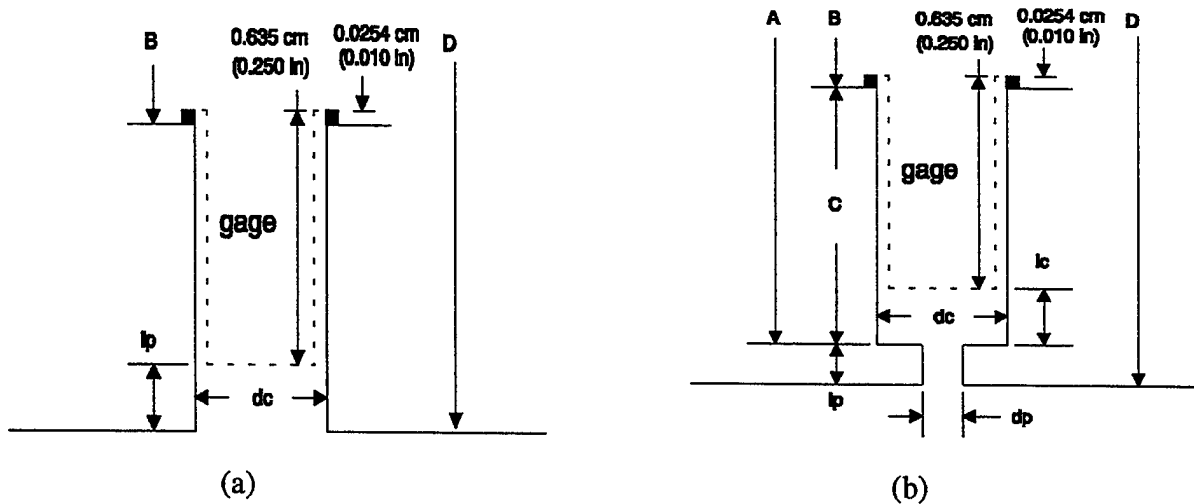 B
0.635 cm
(0.250 in)
0.0254 cm
(0.010 in)
D
gage
lp
dc
(a)
A
B
0.635 cm
(0.250 in)
0.0254 cm
(0.010 in)
D
gage
C
lc
dc
lp
dp
(b)